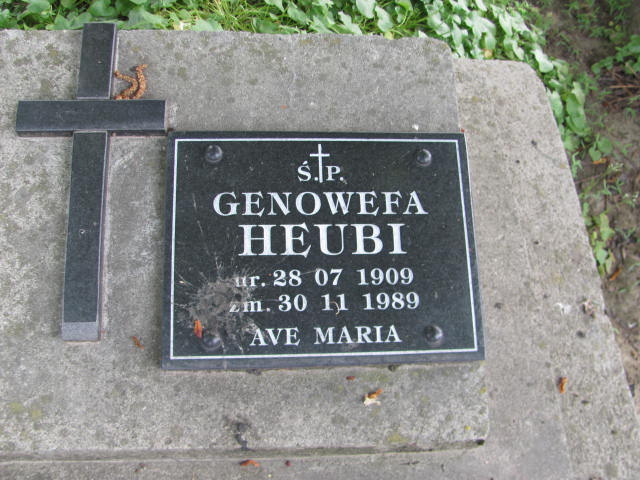 Ś.P.
GENOWEFA
HEUBI
ur. 28 07 1909
zm. 30 11 1989
AVE MARIA